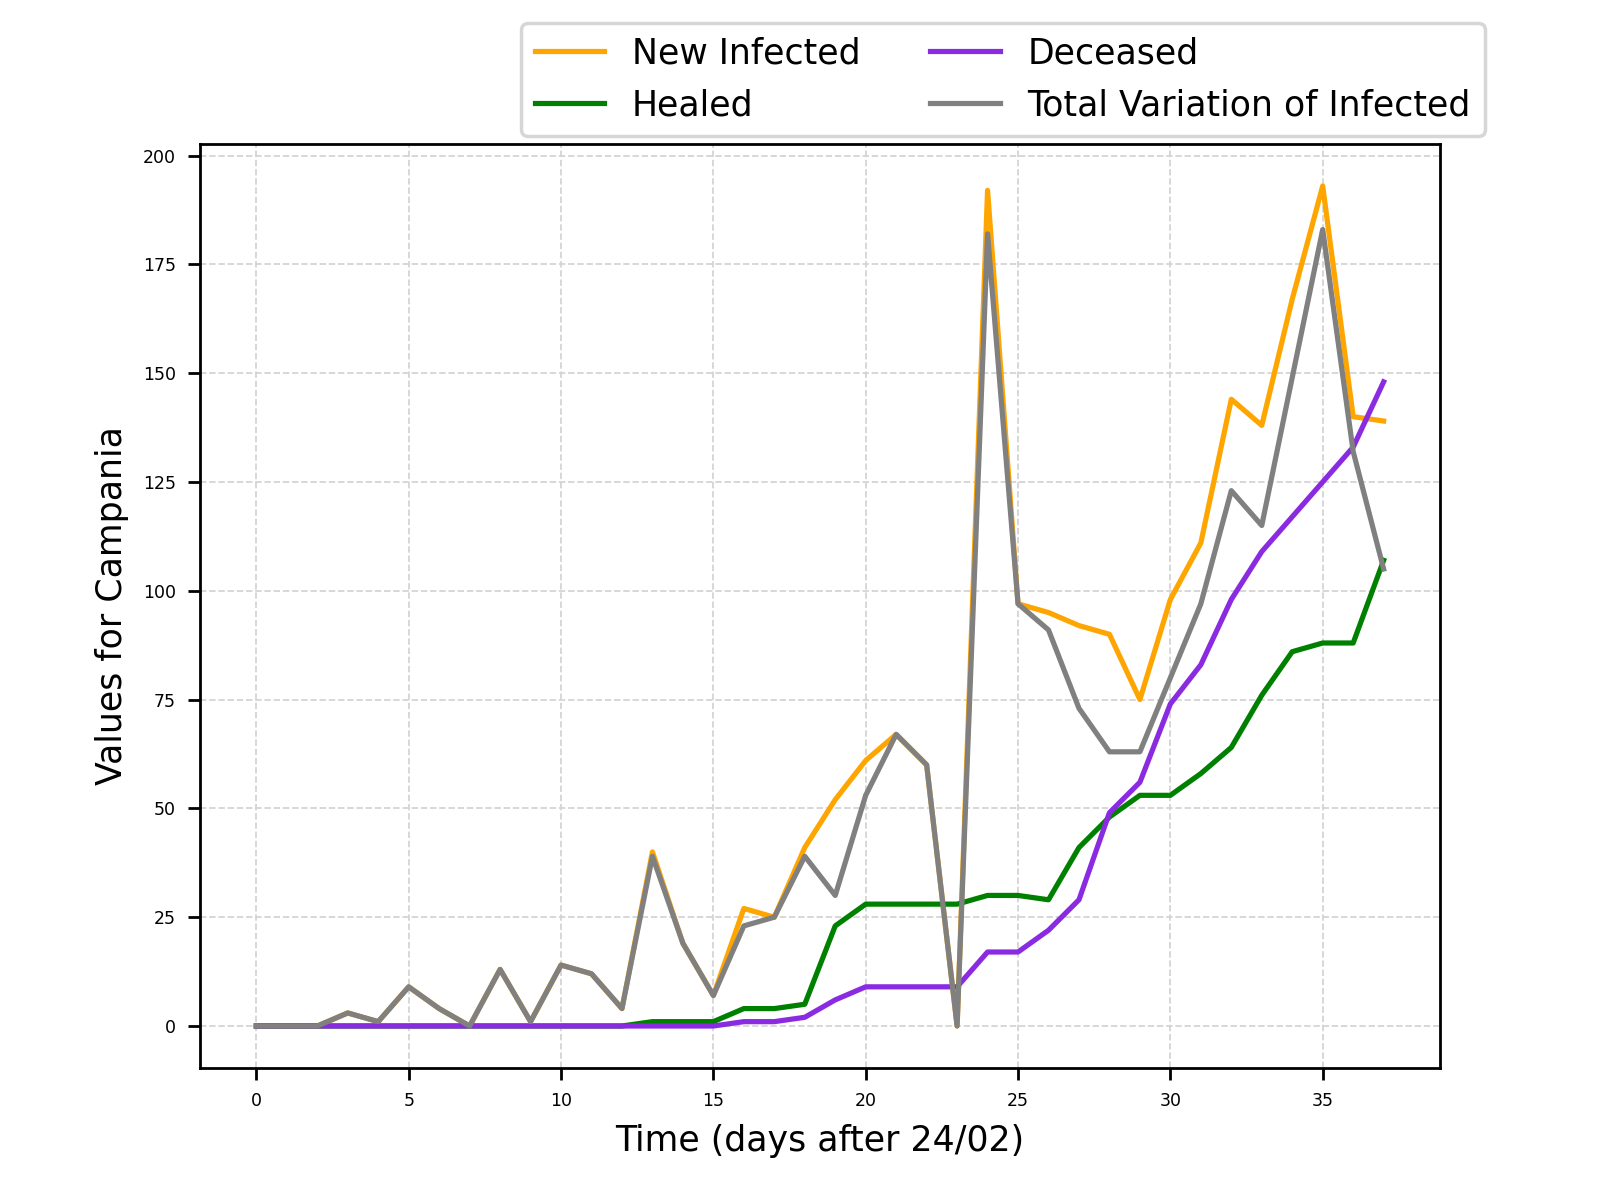 New Infected
Healed
Deceased
Total Variation of Infected
200
175
150
125
100
75
50
25
0
Values for Campania
0 5 10 15 20 25 30 35
Time (days after 24/02)